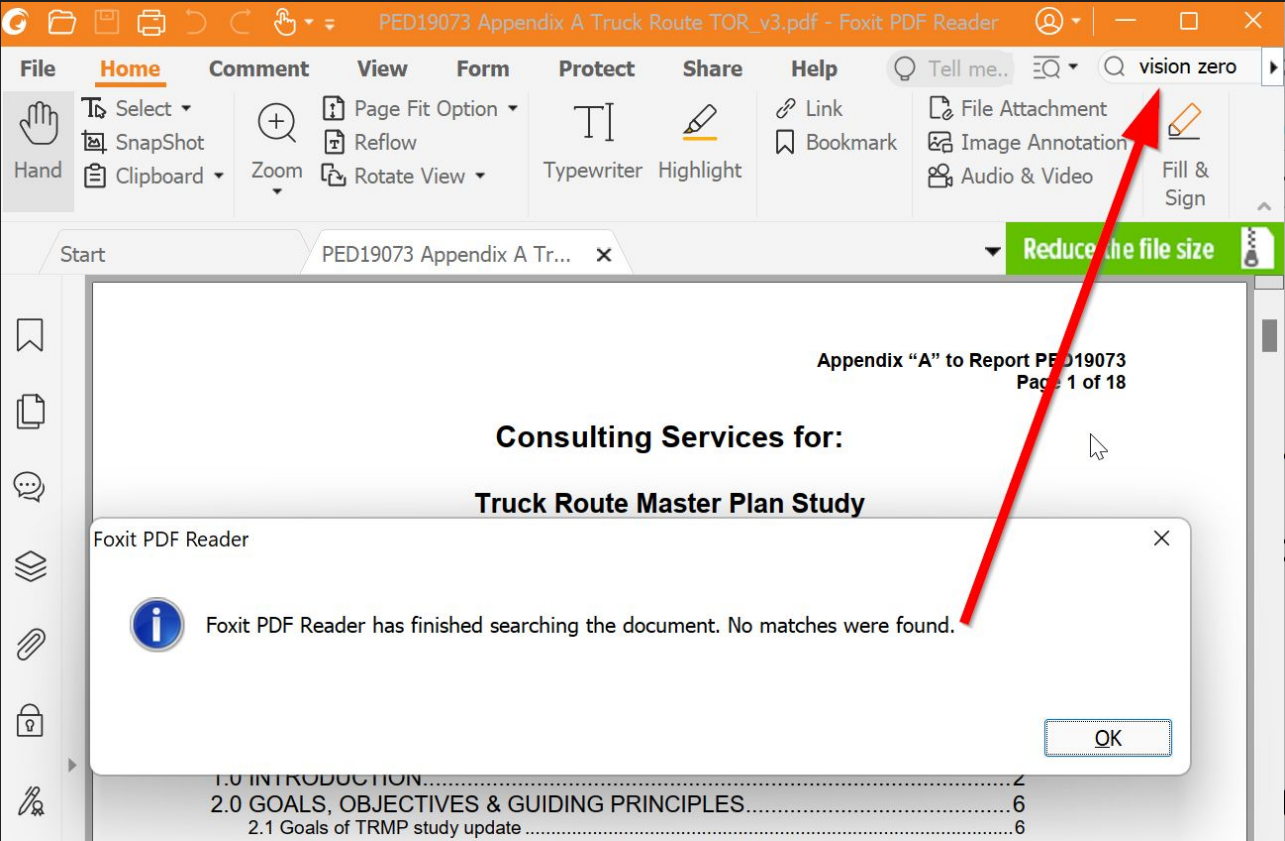 PED19073 Appendix A Truck Route TOR_v3.pdf - Foxit PDF Reader
File Home Comment View Form Protect Share Help Tell me.. vision zero
Hand
Select
SnapShot
Clipboard
Zoom
Page Fit Option
Reflow
Rotate View
Typewriter
Highlight
Link
Bookmark
File Attachment
Image Annotation
Audio & Video
Fill &
Sign
Start
PED19073 Appendix A Tr...
Reduce the file size
Appendix “A” to Report PED19073
Page 1 of 18
Consulting Services for:
Truck Route Master Plan Study
Foxit PDF Reader
Foxit PDF Reader has finished searching the document. No matches were found.
OK
1.0 INTRODUCTION............................................................2
2.0 GOALS, OBJECTIVES & GUIDING PRINCIPLES............................6
2.1 Goals of TRMP study update............................................................6